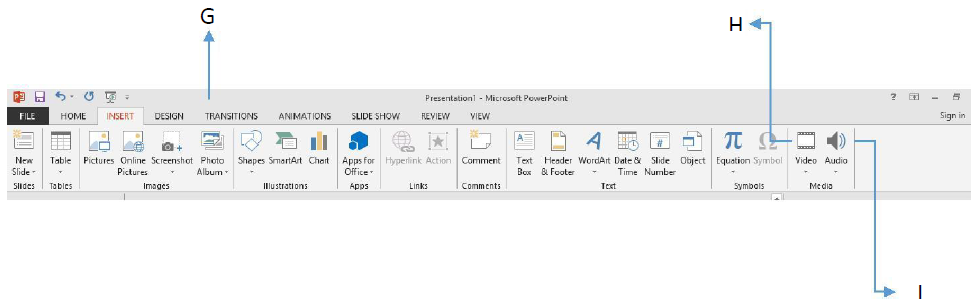 G
H
Presentation1 - Microsoft PowerPoint
?
FILE HOME INSERT DESIGN TRANSITIONS ANIMATIONS SLIDE SHOW REVIEW VIEW Sign in
New Table Pictures Online Screenshot Photo Shapes SmartArt Chart Apps for Hyperlink Action Comment Text Header WordArt Date & Slide Object Equation Symbol Video Audio
Slide Pictures Album Office Box & Footer Time Number
Slides Tables Images Illustrations Apps Links Comments Text Symbols Media
I